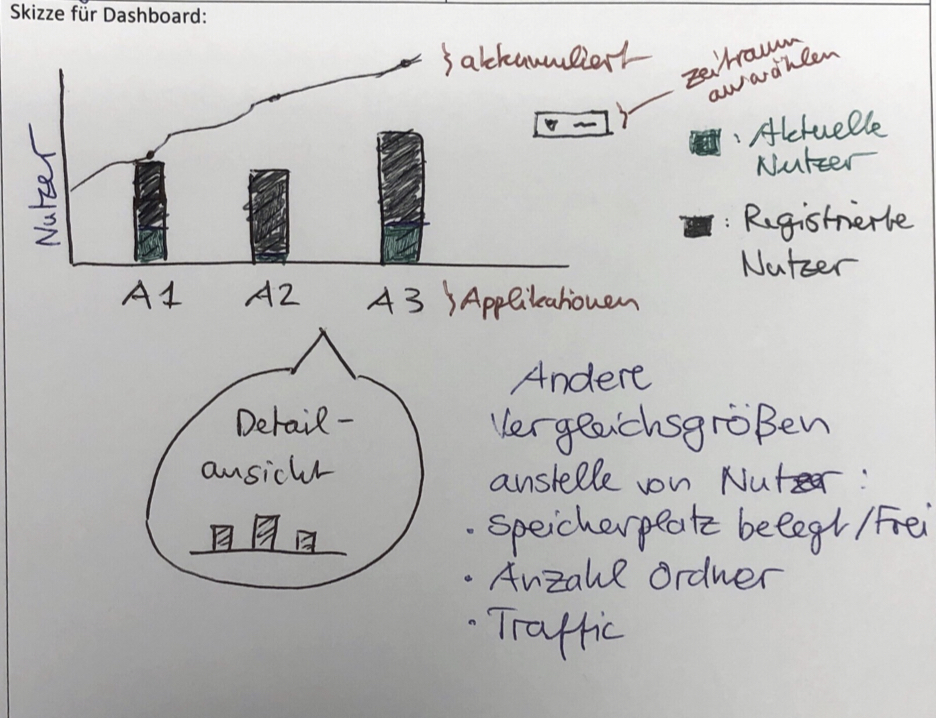 Skizze für Dashboard:
} akkumuliert
zeitraum
auswählen
Nutzer
: Aktuelle
Nutzer
: Registrierte
Nutzer
A1 A2 A3 } Applikationen
Detail-
ansicht
Andere
Vergleichsgrößen
anstelle von Nutzer :
· Speicherplatz belegt/Frei
· Anzahl Ordner
· Traffic